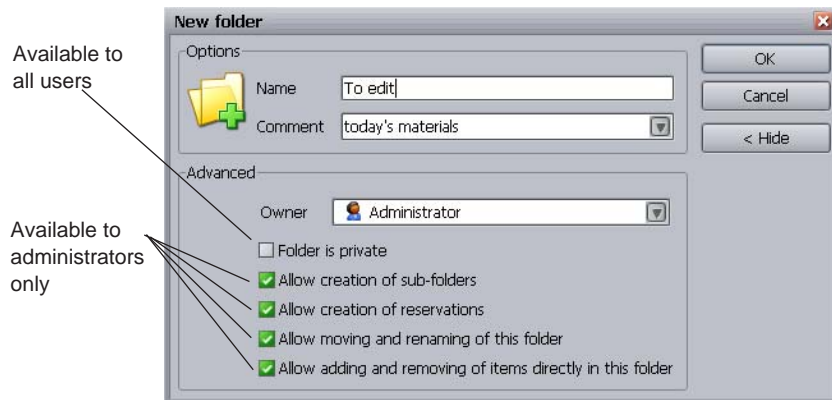 New folder
Available to
all users
Options
Name
To edit
Comment
today's materials
OK
Cancel
< Hide
Advanced
Owner
Administrator
Available to
administrators
only
Folder is private
Allow creation of sub-folders
Allow creation of reservations
Allow moving and renaming of this folder
Allow adding and removing of items directly in this folder